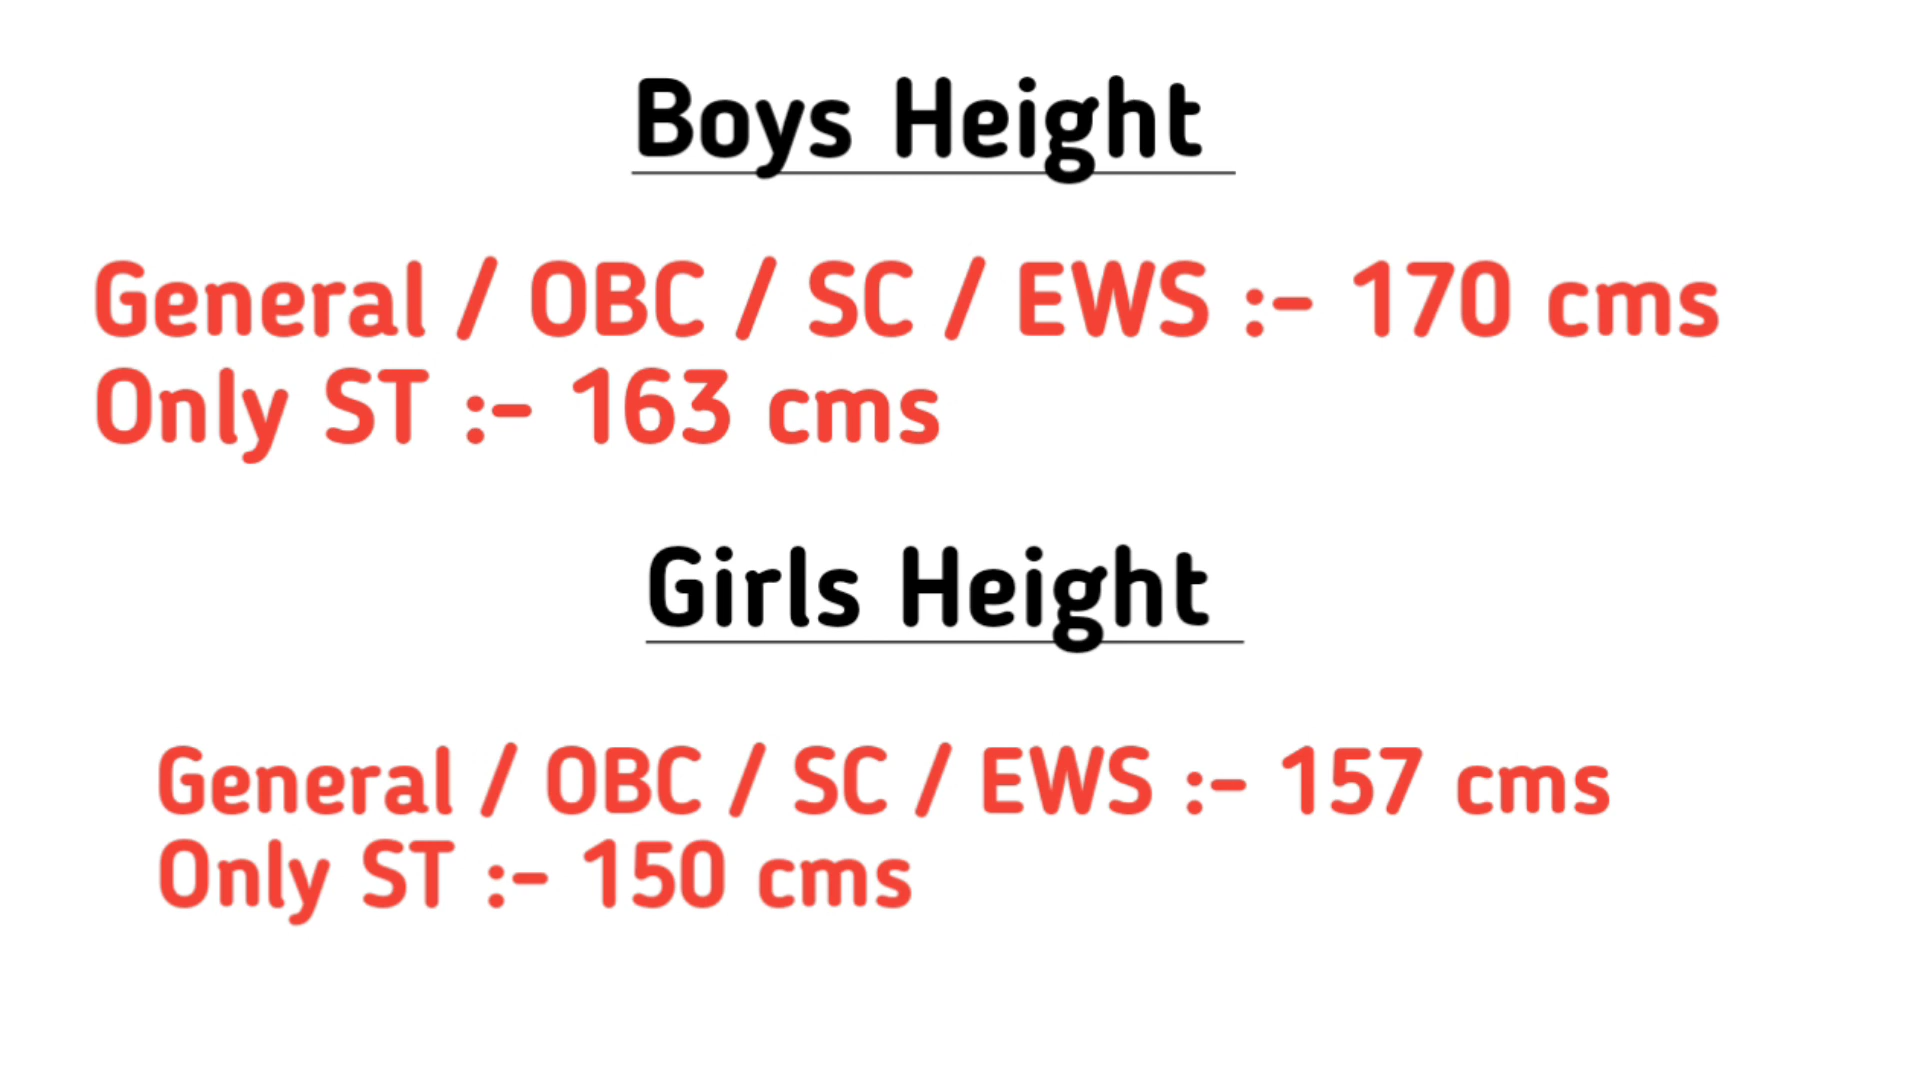 Boys Height
General / OBC / SC / EWS :- 170 cms
Only ST :- 163 cms
Girls Height
General / OBC / SC / EWS :- 157 cms
Only ST :- 150 cms